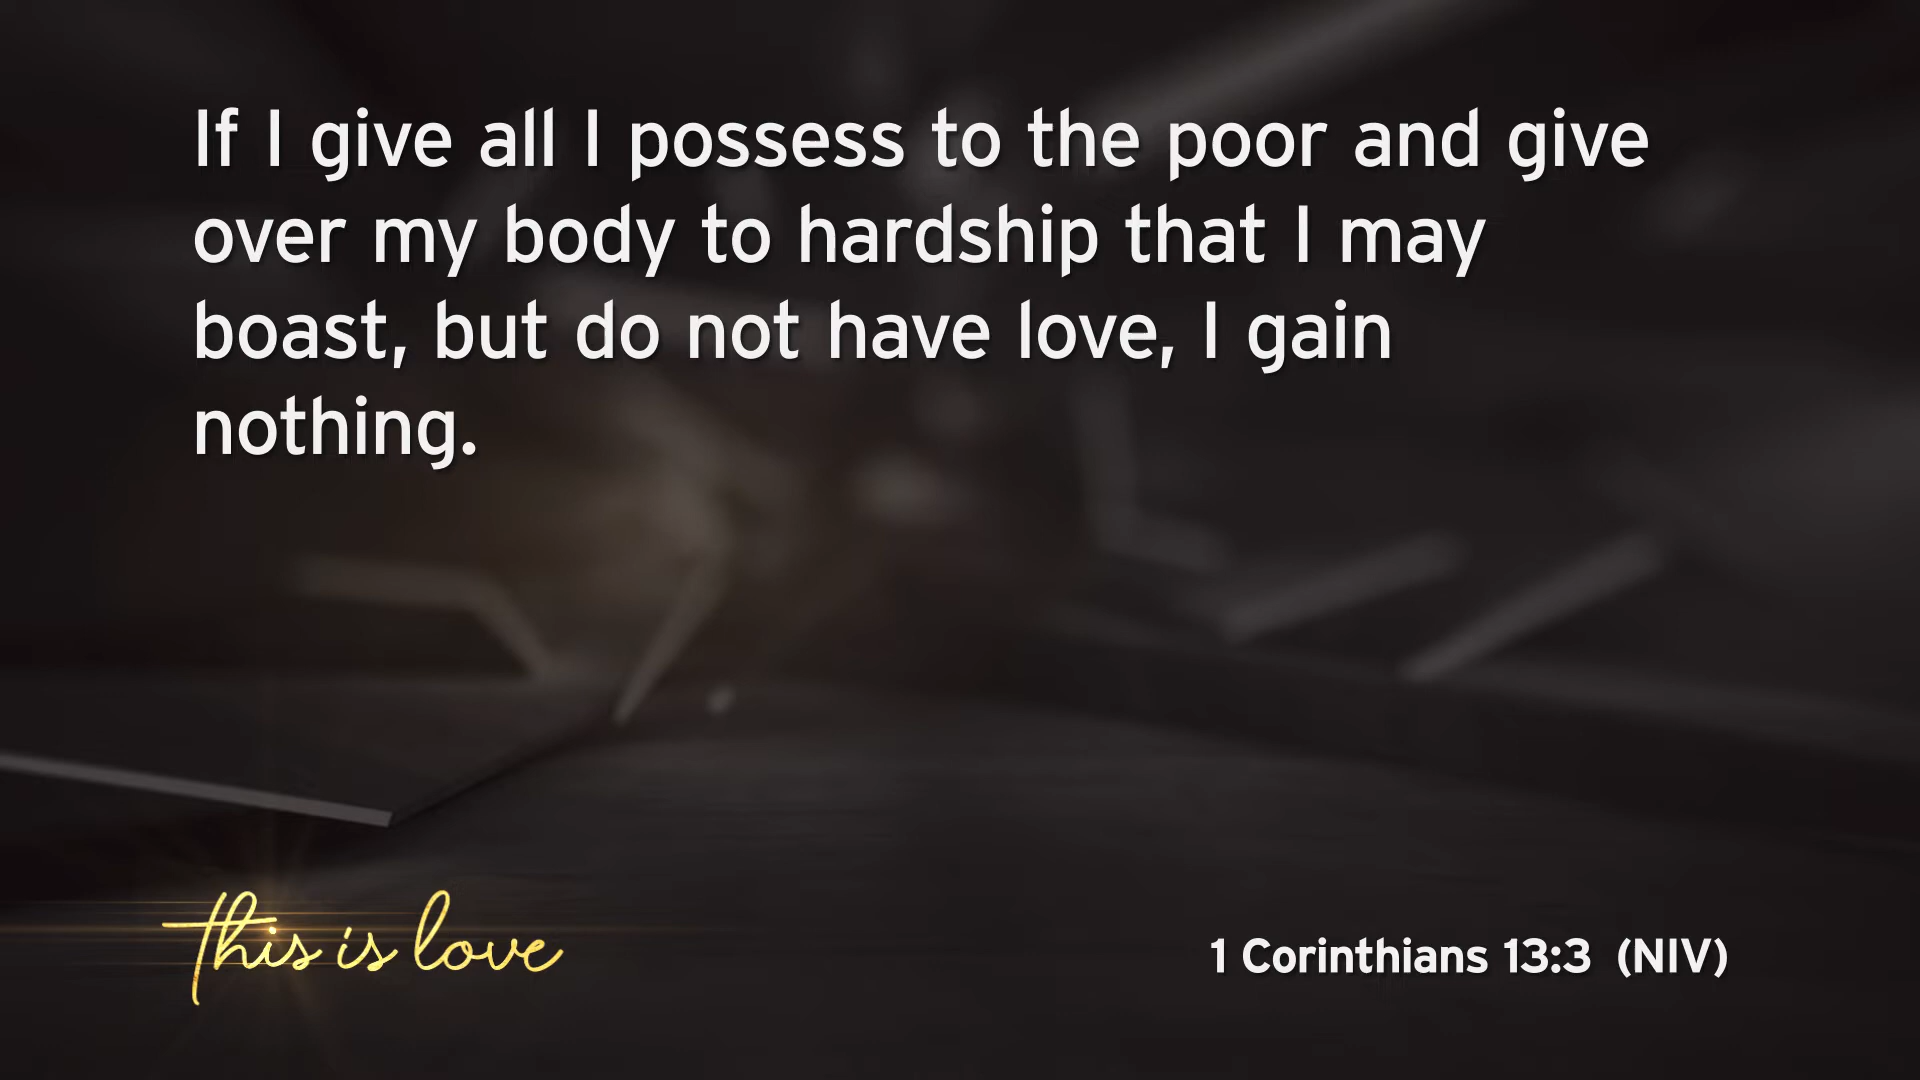 If I give all I possess to the poor and give
over my body to hardship that I may
boast, but do not have love, I gain
nothing.
this is love
1 Corinthians 13:3 (NIV)